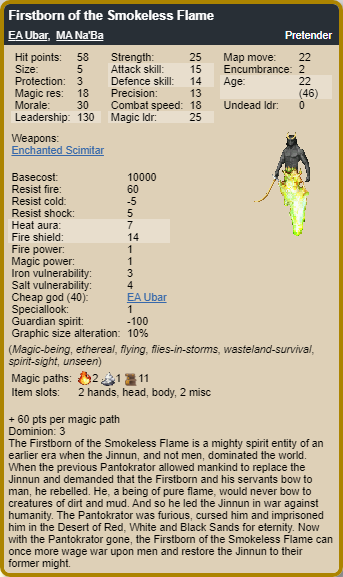 Firstborn of the Smokeless Flame
EA Ubar, MA Na'Ba Pretender
Hit points: 58 Strength: 25 Map move: 22
Size: 5 Attack skill: 15 Encumbrance: 2
Protection: 3 Defence skill: 14 Age: 22
Magic res: 18 Precision: 13 (46)
Morale: 30 Combat speed: 18 Undead ldr: 0
Leadership: 130 Magic ldr: 25
Weapons:
Enchanted Scimitar
Basecost: 10000
Resist fire: 60
Resist cold: -5
Resist shock: 5
Heat aura: 7
Fire shield: 14
Fire power: 1
Magic power: 1
Iron vulnerability: 3
Salt vulnerability: 4
Cheap god (40): EA Ubar
Speciallook: 1
Guardian spirit: -100
Graphic size alteration: 10%
(Magic-being, ethereal, flying, flies-in-storms, wasteland-survival,
spirit-sight, unseen)
Magic paths: 2 1 11
Item slots: 2 hands, head, body, 2 misc
+ 60 pts per magic path
Dominion: 3
The Firstborn of the Smokeless Flame is a mighty spirit entity of an
earlier era when the Jinnun, and not men, dominated the world.
When the previous Pantokrator allowed mankind to replace the
Jinnun and demanded that the Firstborn and his servants bow to
man, he rebelled. He, a being of pure flame, would never bow to
creatures of dirt and mud. And so he led the Jinnun in war against
humanity. The Pantokrator was furious, cursed him and imprisoned
him in the Desert of Red, White and Black Sands for eternity. Now
with the Pantokrator gone, the Firstborn of the Smokeless Flame can
once more wage war upon men and restore the Jinnun to their
former might.